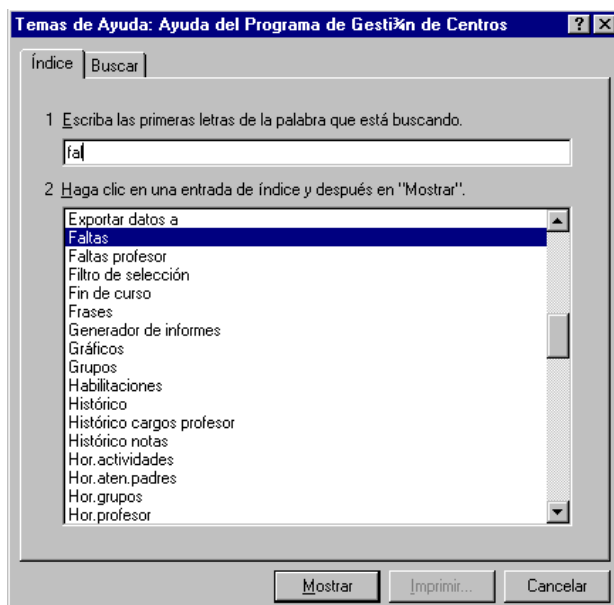 Temas de Ayuda: Ayuda del Programa de Gesti¾n de Centros
Índice Buscar
1 Escriba las primeras letras de la palabra que está buscando.
fal
2 Haga clic en una entrada de índice y después en "Mostrar".
Exportar datos a
Faltas
Faltas profesor
Filtro de selección
Fin de curso
Frases
Generador de informes
Gráficos
Grupos
Habilitaciones
Histórico
Histórico cargos profesor
Histórico notas
Hor.actividades
Hor.aten.padres
Hor.grupos
Hor.profesor
Mostrar Imprimir... Cancelar